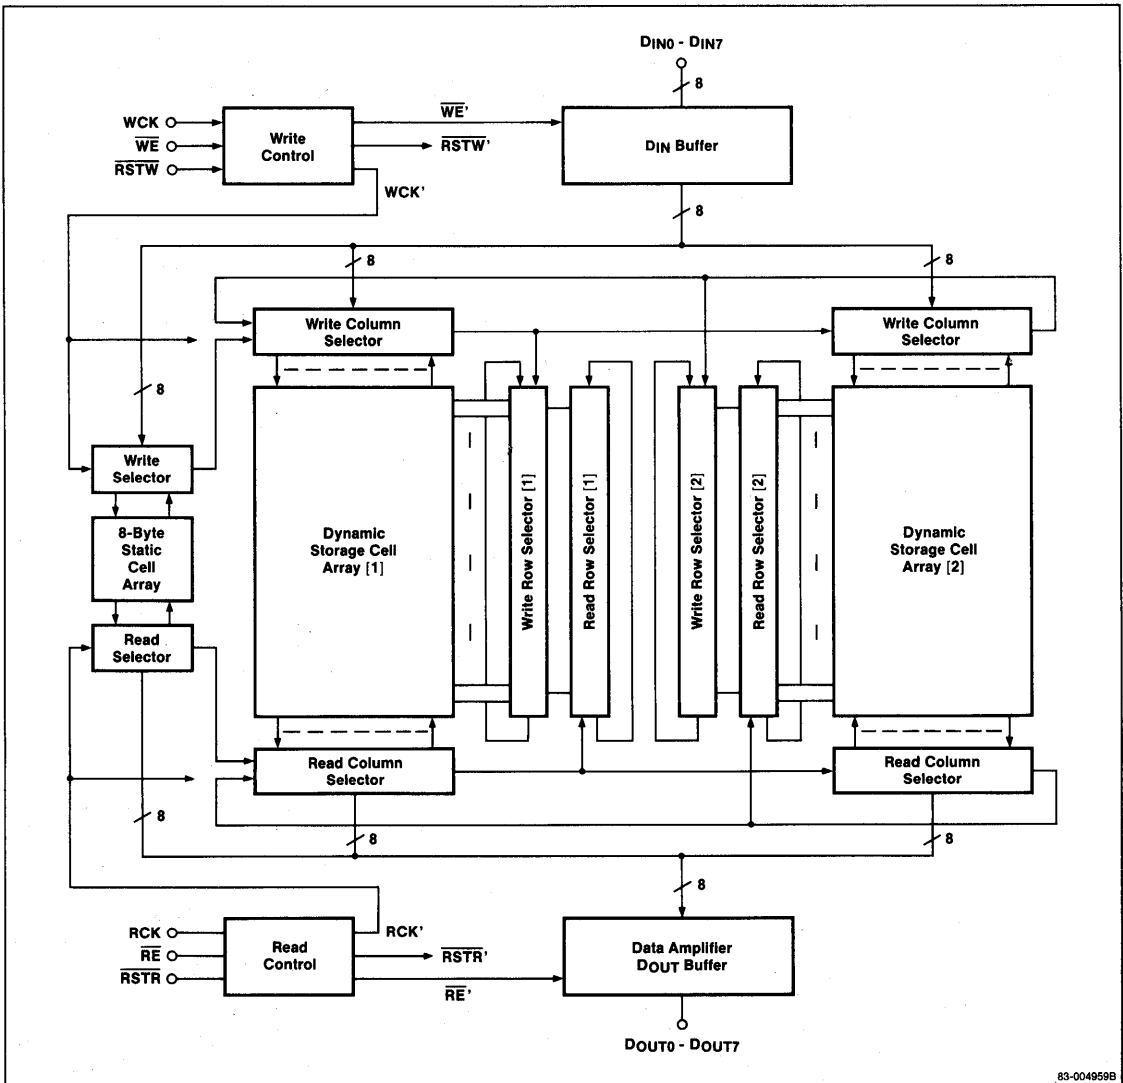 DIN0 - DIN7
8
WCK
WE
RSTW
Write
Control
WE'
RSTW'
WCK'
DIN Buffer
8
8
8
8
Write Column
Selector
Write Column
Selector
Write
Selector
8-Byte
Static
Cell
Array
Read
Selector
Dynamic
Storage Cell
Array [1]
Write Row Selector [1]
Read Row Selector [1]
Write Row Selector [2]
Read Row Selector [2]
Dynamic
Storage Cell
Array [2]
Read Column
Selector
Read Column
Selector
8
8
8
8
RCK
RE
RSTR
Read
Control
RCK'
RSTR'
RE'
Data Amplifier
DOUT Buffer
DOUT0 - DOUT7
83-004959B